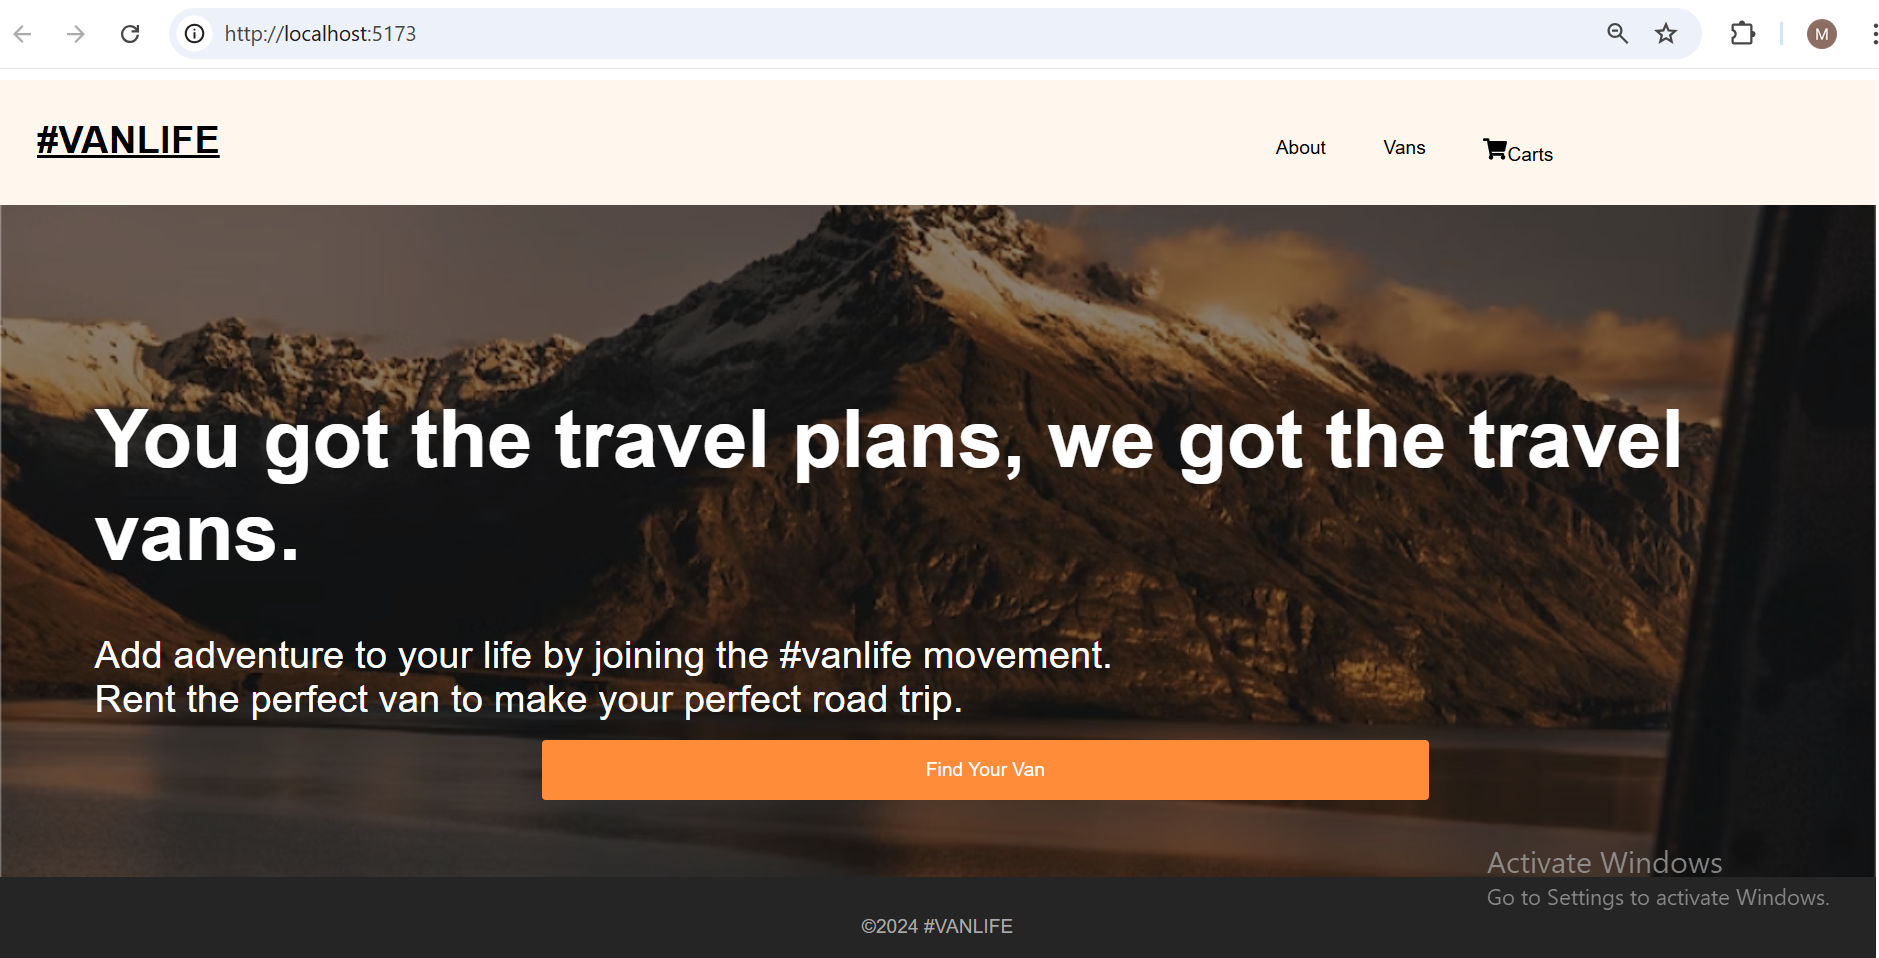 http://localhost:5173
M
#VANLIFE
About Vans Carts
You got the travel plans, we got the travel
vans.
Add adventure to your life by joining the #vanlife movement.
Rent the perfect van to make your perfect road trip.
Find Your Van
Activate Windows
Go to Settings to activate Windows.
©2024 #VANLIFE